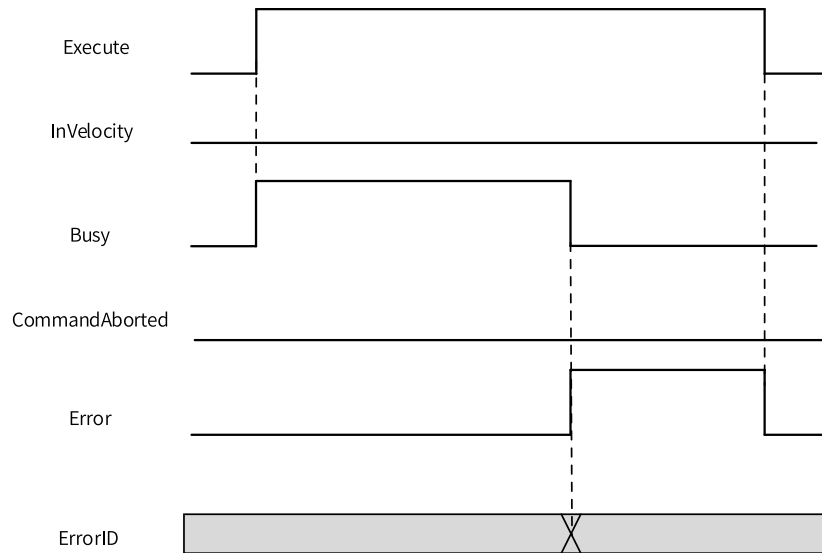 Execute
InVelocity
Busy
CommandAborted
Error
ErrorID